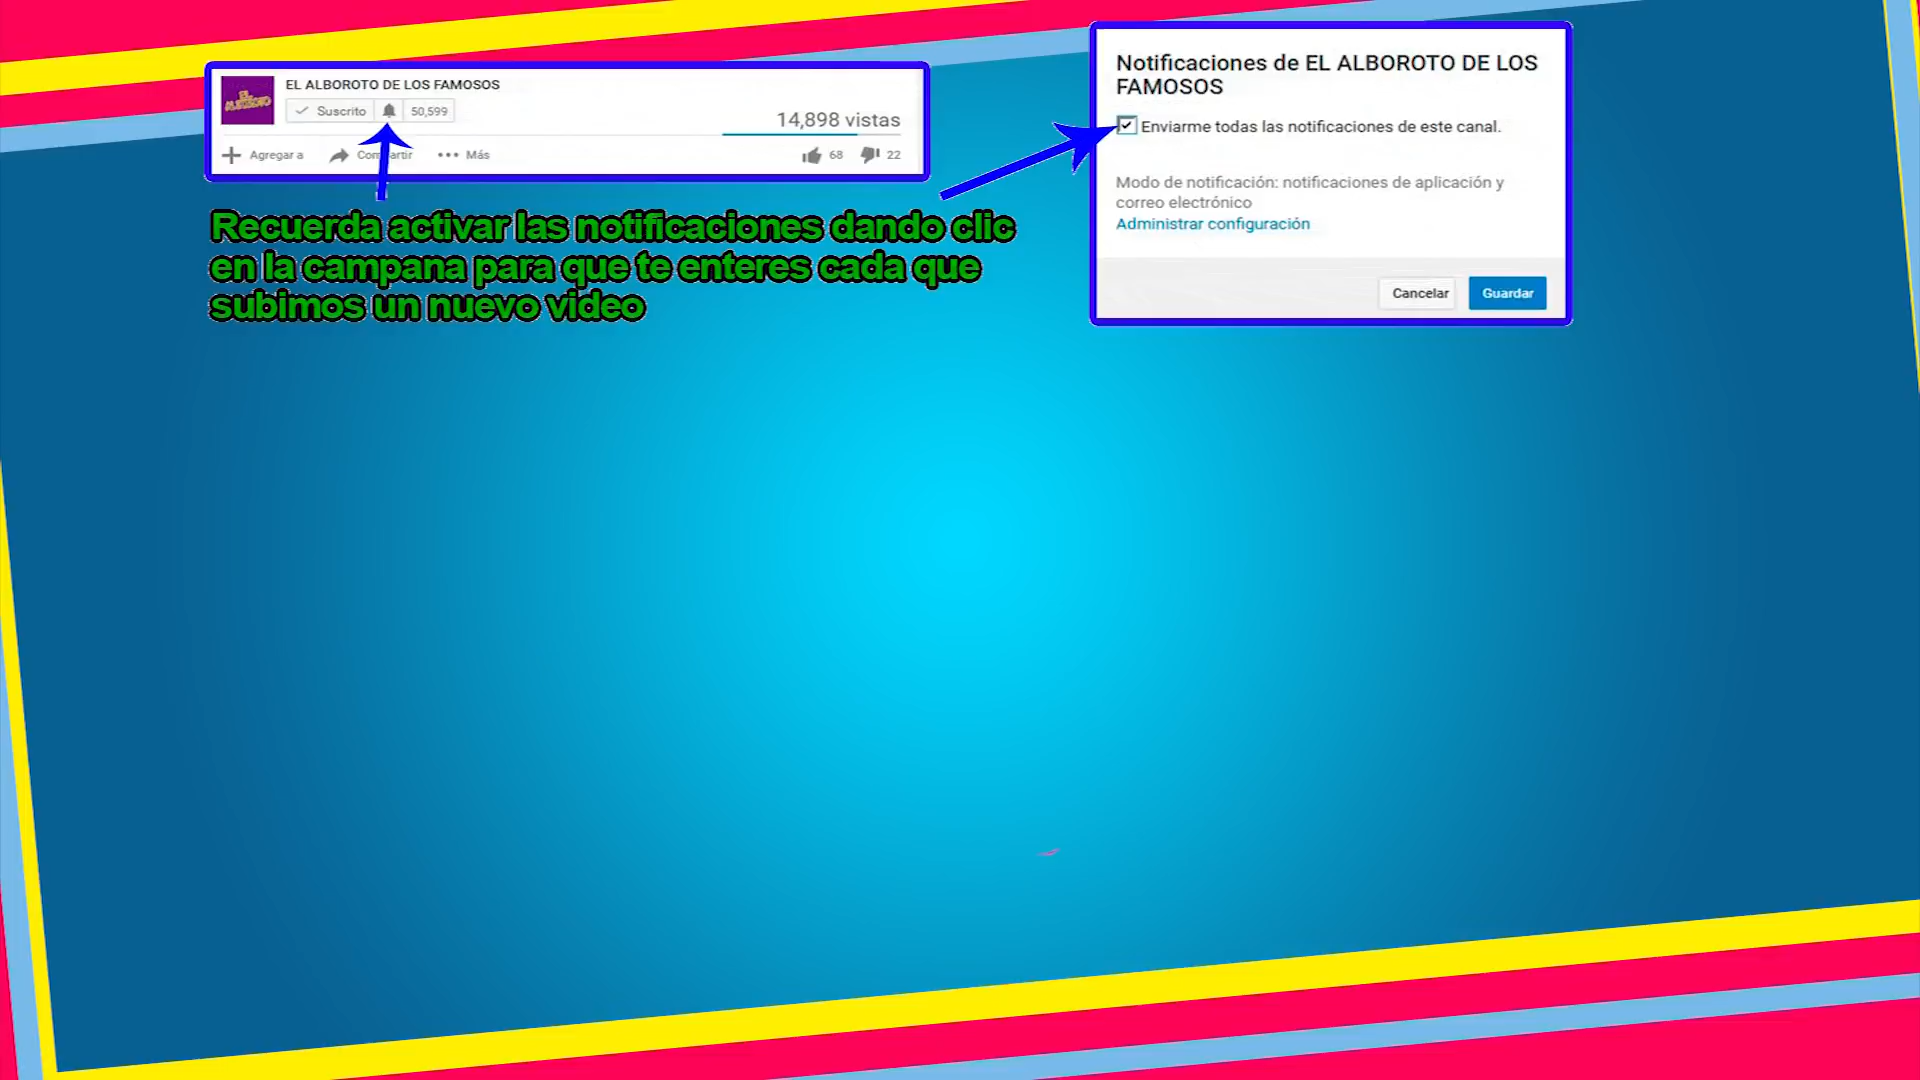 EL ALBOROTO DE LOS FAMOSOS
EL
ALBOROTO
Suscrito 50,599
14,898 vistas
Agregar a Compartir Más 68 22
Recuerda activar las notificaciones dando clic
en la campana para que te enteres cada que
subimos un nuevo video
Notificaciones de EL ALBOROTO DE LOS
FAMOSOS
Enviarme todas las notificaciones de este canal.
Modo de notificación: notificaciones de aplicación y
correo electrónico
Administrar configuración
Cancelar Guardar